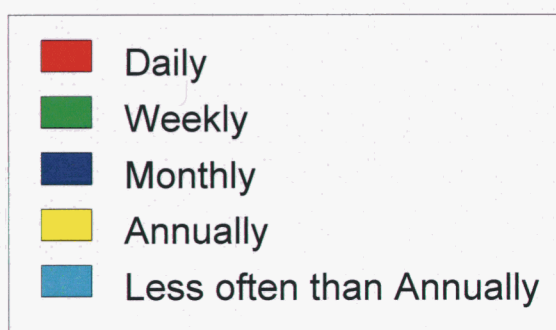 Daily
Weekly
Monthly
Annually
Less often than Annually